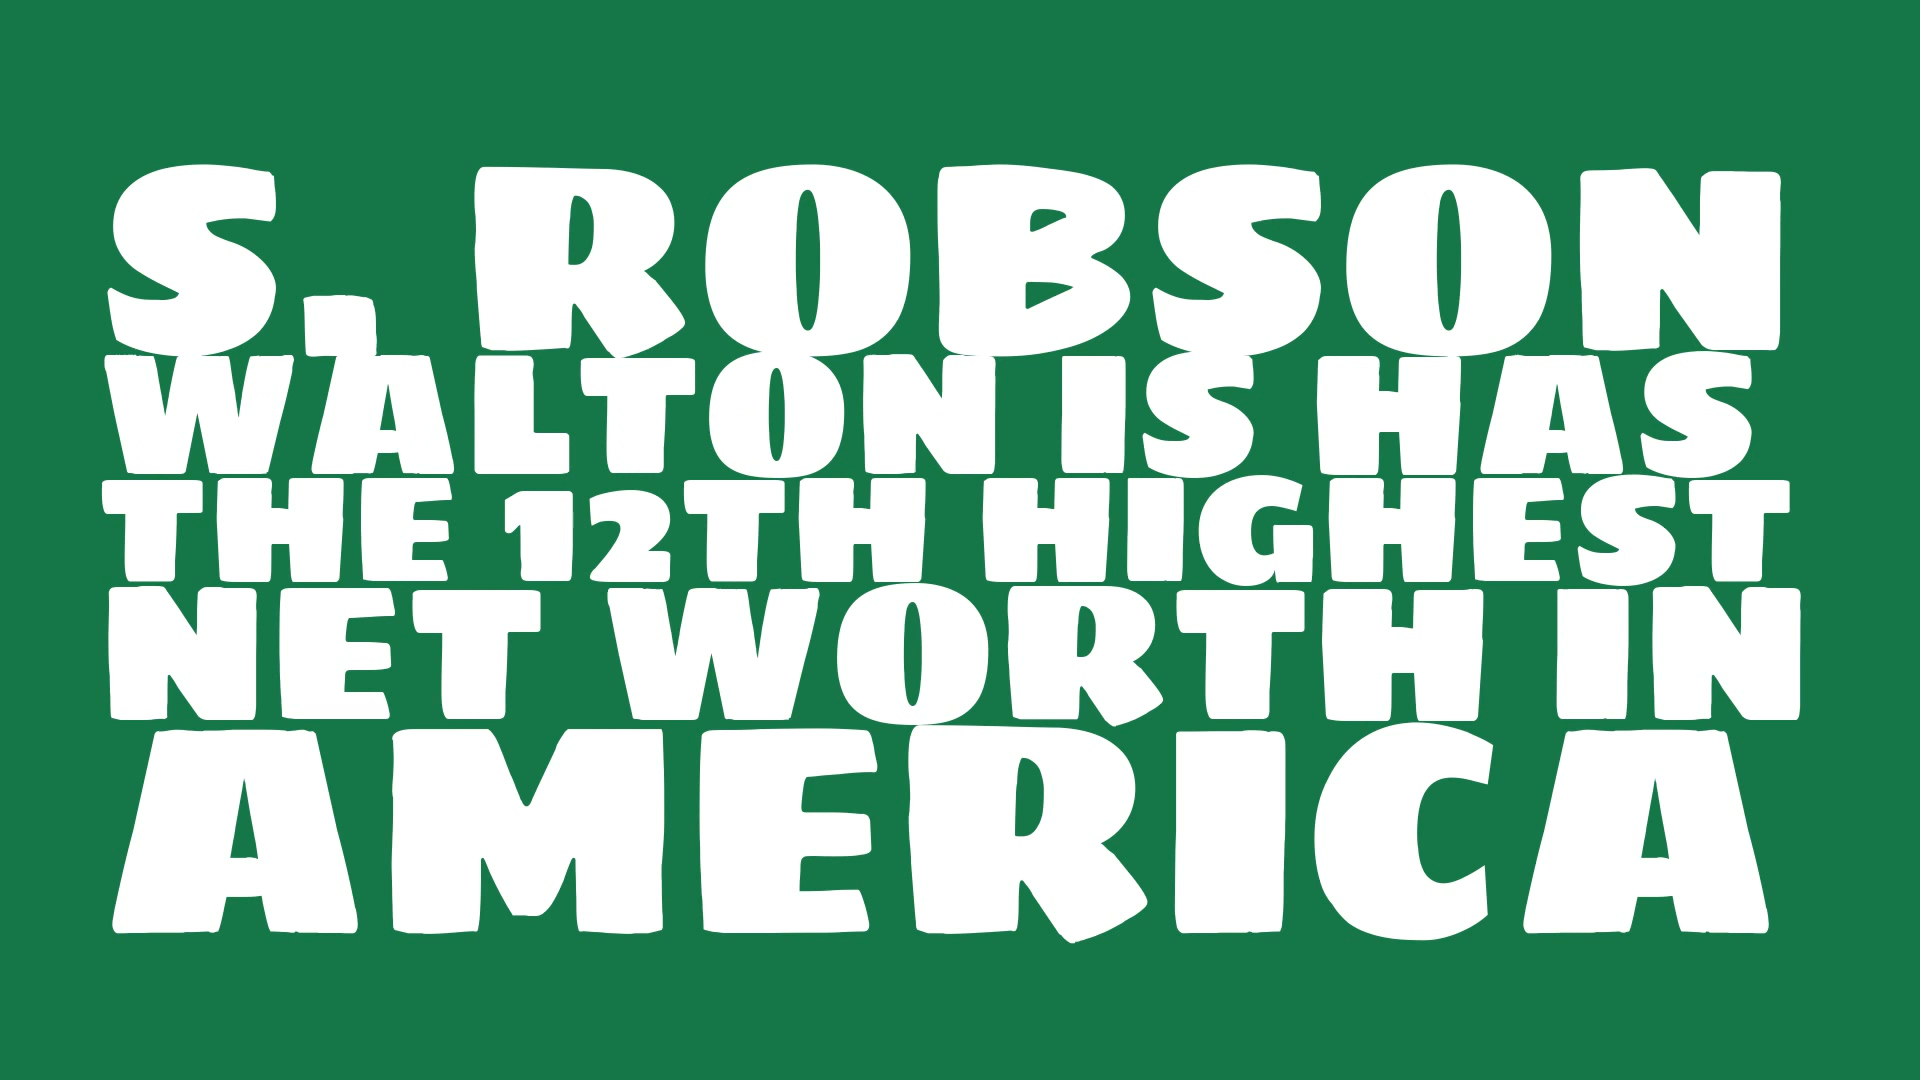 S. ROBSON
WALTON IS HAS
THE 12TH HIGHEST
NET WORTH IN
AMERICA